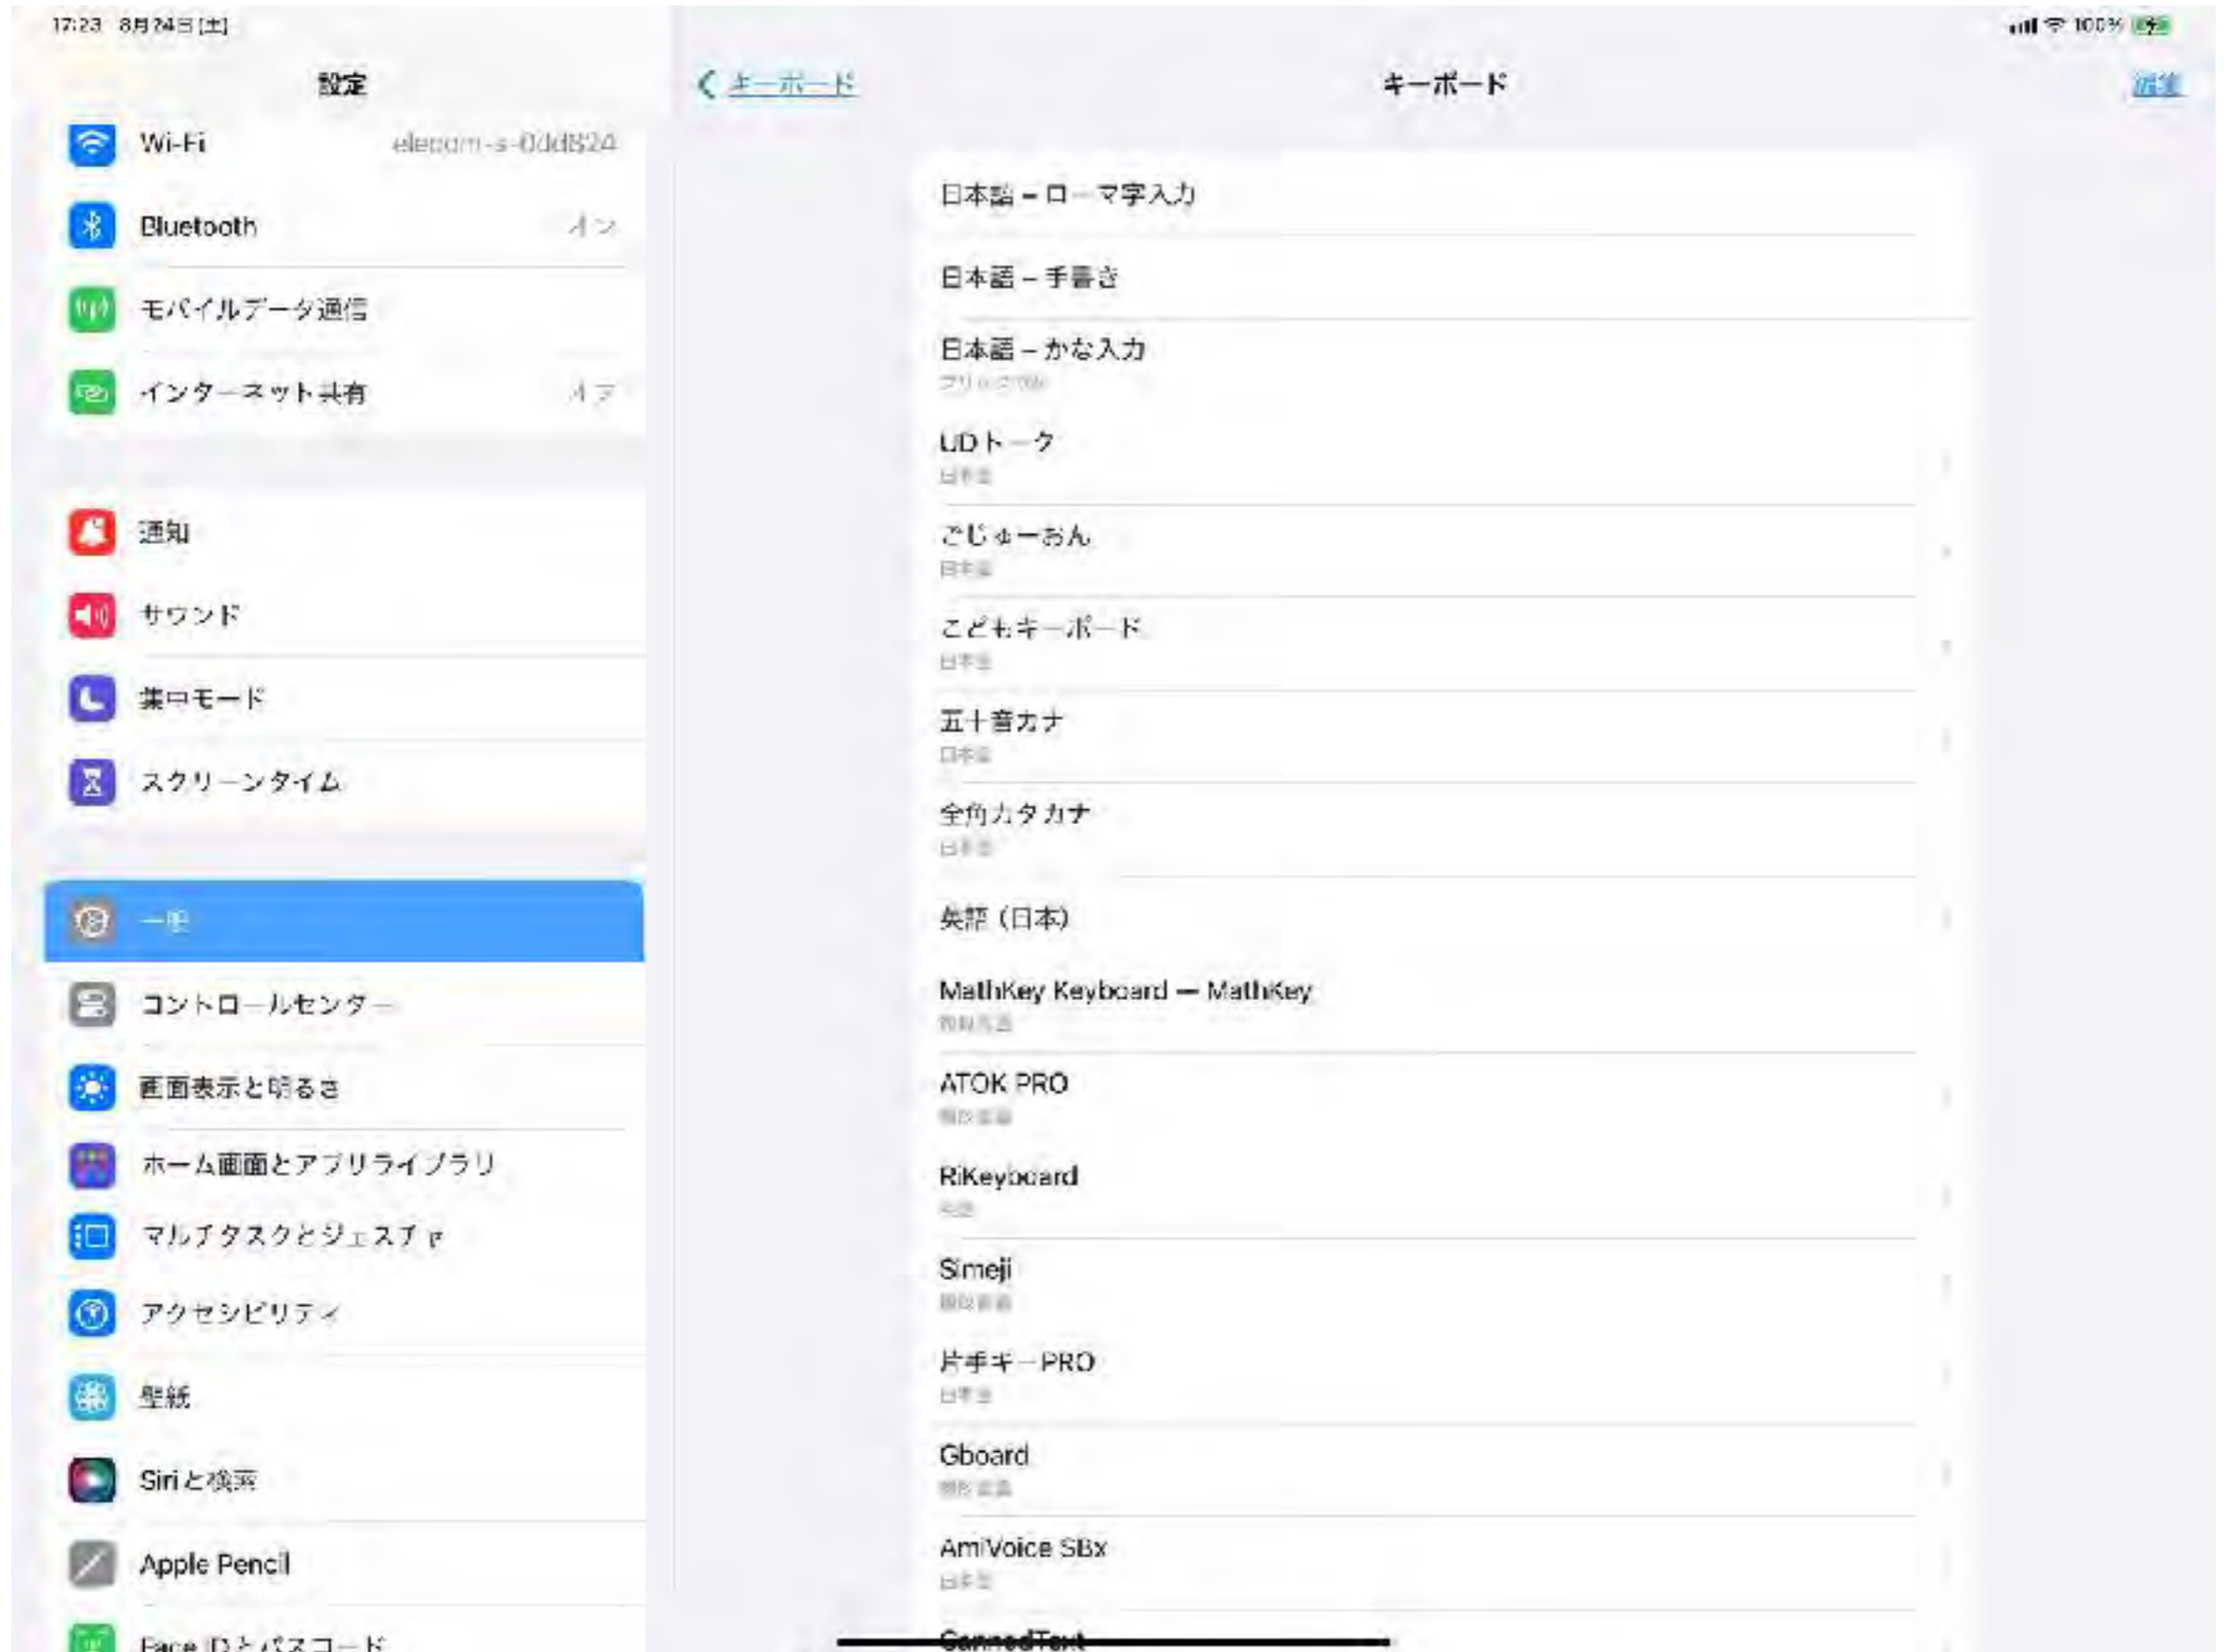 17:23 8月24日(土)
100%
設定
Wi-Fi elecom-s-0dd824
Bluetooth オン
モバイルデータ通信
インターネット共有 オフ
通知
サウンド
集中モード
スクリーンタイム
一般
コントロールセンター
画面表示と明るさ
ホーム画面とアプリライブラリ
マルチタスクとジェスチャ
アクセシビリティ
壁紙
Siriと検索
Apple Pencil
Face IDとパスコード
キーボード
キーボード
編集
日本語 – ローマ字入力
日本語 – 手書き
日本語 – かな入力
UDトーク
日本語
ごじゅーおん
日本語
こどもキーボード
日本語
五十音カナ
日本語
全角カタカナ
日本語
英語（日本）
MathKey Keyboard — MathKey
ATOK PRO
RiKeyboard
英語
Simeji
片手キーPRO
日本語
Gboard
AmiVoice SBx
日本語